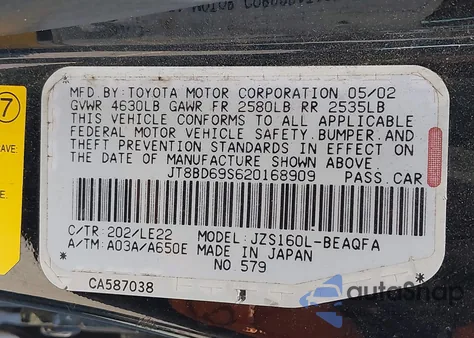 7
MFD. BY: TOYOTA MOTOR CORPORATION 05/02
GVWR 4630LB GAWR FR 2580LB RR 2535LB
THIS VEHICLE CONFORMS TO ALL APPLICABLE
FEDERAL MOTOR VEHICLE SAFETY. BUMPER. AND
THEFT PREVENTION STANDARDS IN EFFECT ON
THE DATE OF MANUFACTURE SHOWN ABOVE.
JT8BD69S620168909 PASS. CAR
C/TR: 202/LE22 MODEL: JZS160L-BEAQFA
A/TM: A03A/A650E MADE IN JAPAN
NO 579
CA587038
autoSnap